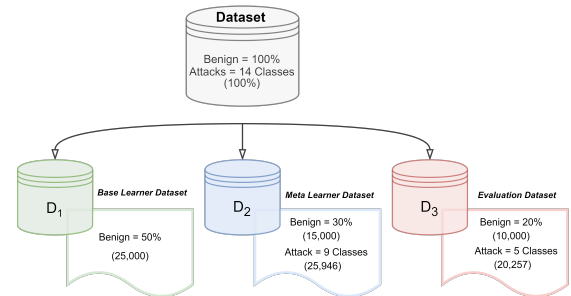 Dataset
Benign = 100%
Attacks = 14 Classes
(100%)
D1
Base Learner Dataset
Benign = 50%
(25,000)
D2
Meta Learner Dataset
Benign = 30%
(15,000)
Attack = 9 Classes
(25,946)
D3
Evaluation Dataset
Benign = 20%
(10,000)
Attack = 5 Classes
(20,257)